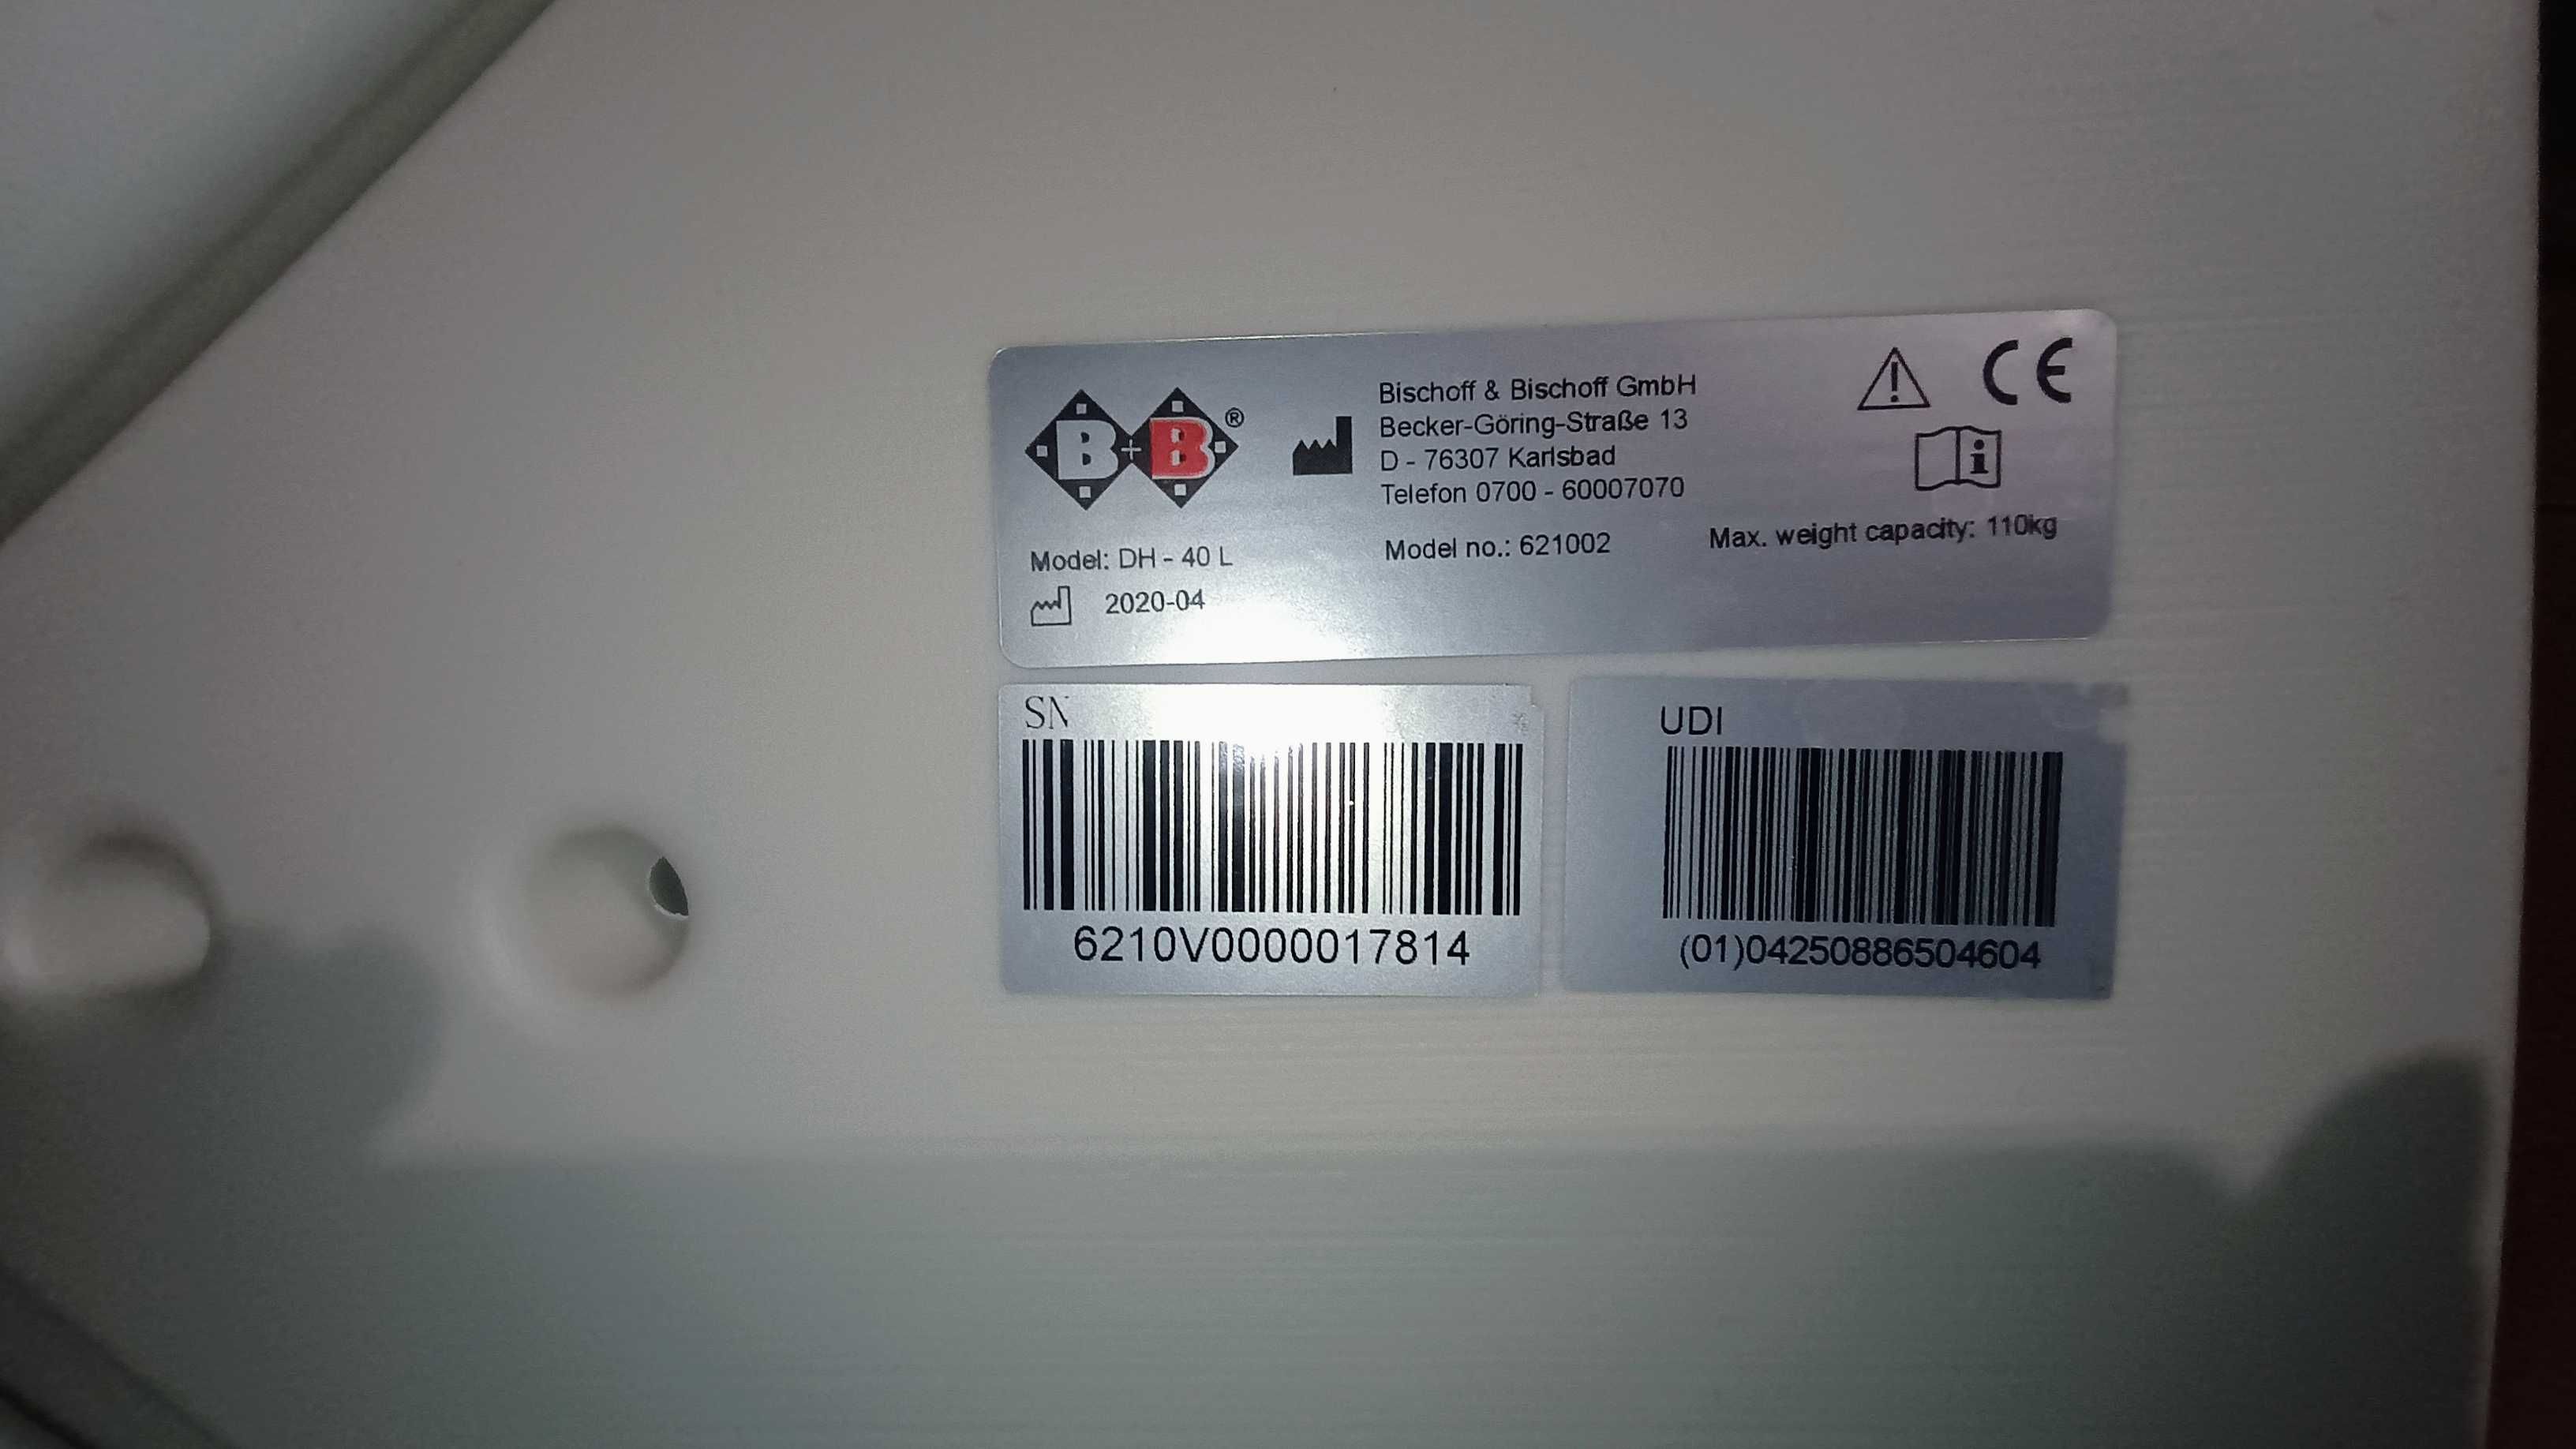 B+B®
Bischoff & Bischoff GmbH
Becker-Göring-Straße 13
D - 76307 Karlsbad
Telefon 0700 - 60007070
CE
Model: DH - 40 L
Model no.: 621002
Max. weight capacity: 110kg
2020-04
SN
6210V0000017814
UDI
(01)04250886504604